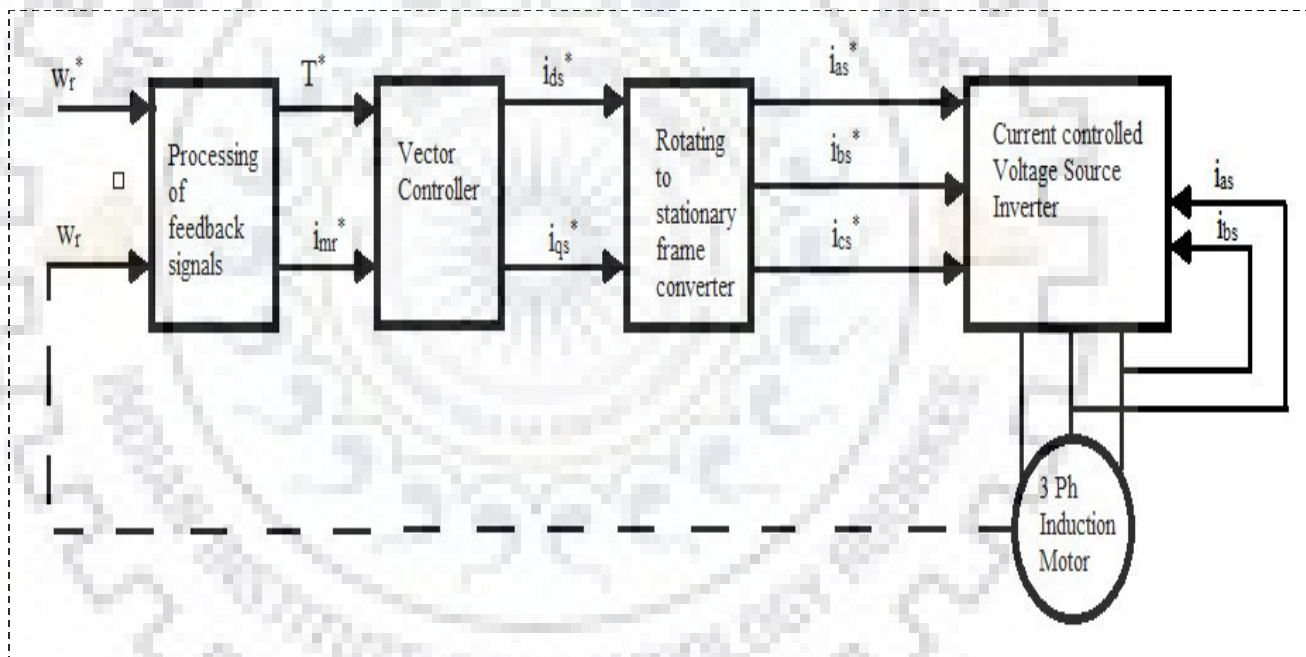 wr*
T*
ids*
ias*
Processing
of
feedback
signals
Vector
Controller
Rotating
to
stationary
frame
converter
Current controlled
Voltage Source
Inverter
ibs*
ias
ibs
wr
imr*
iqs*
ics*
3 Ph
Induction
Motor